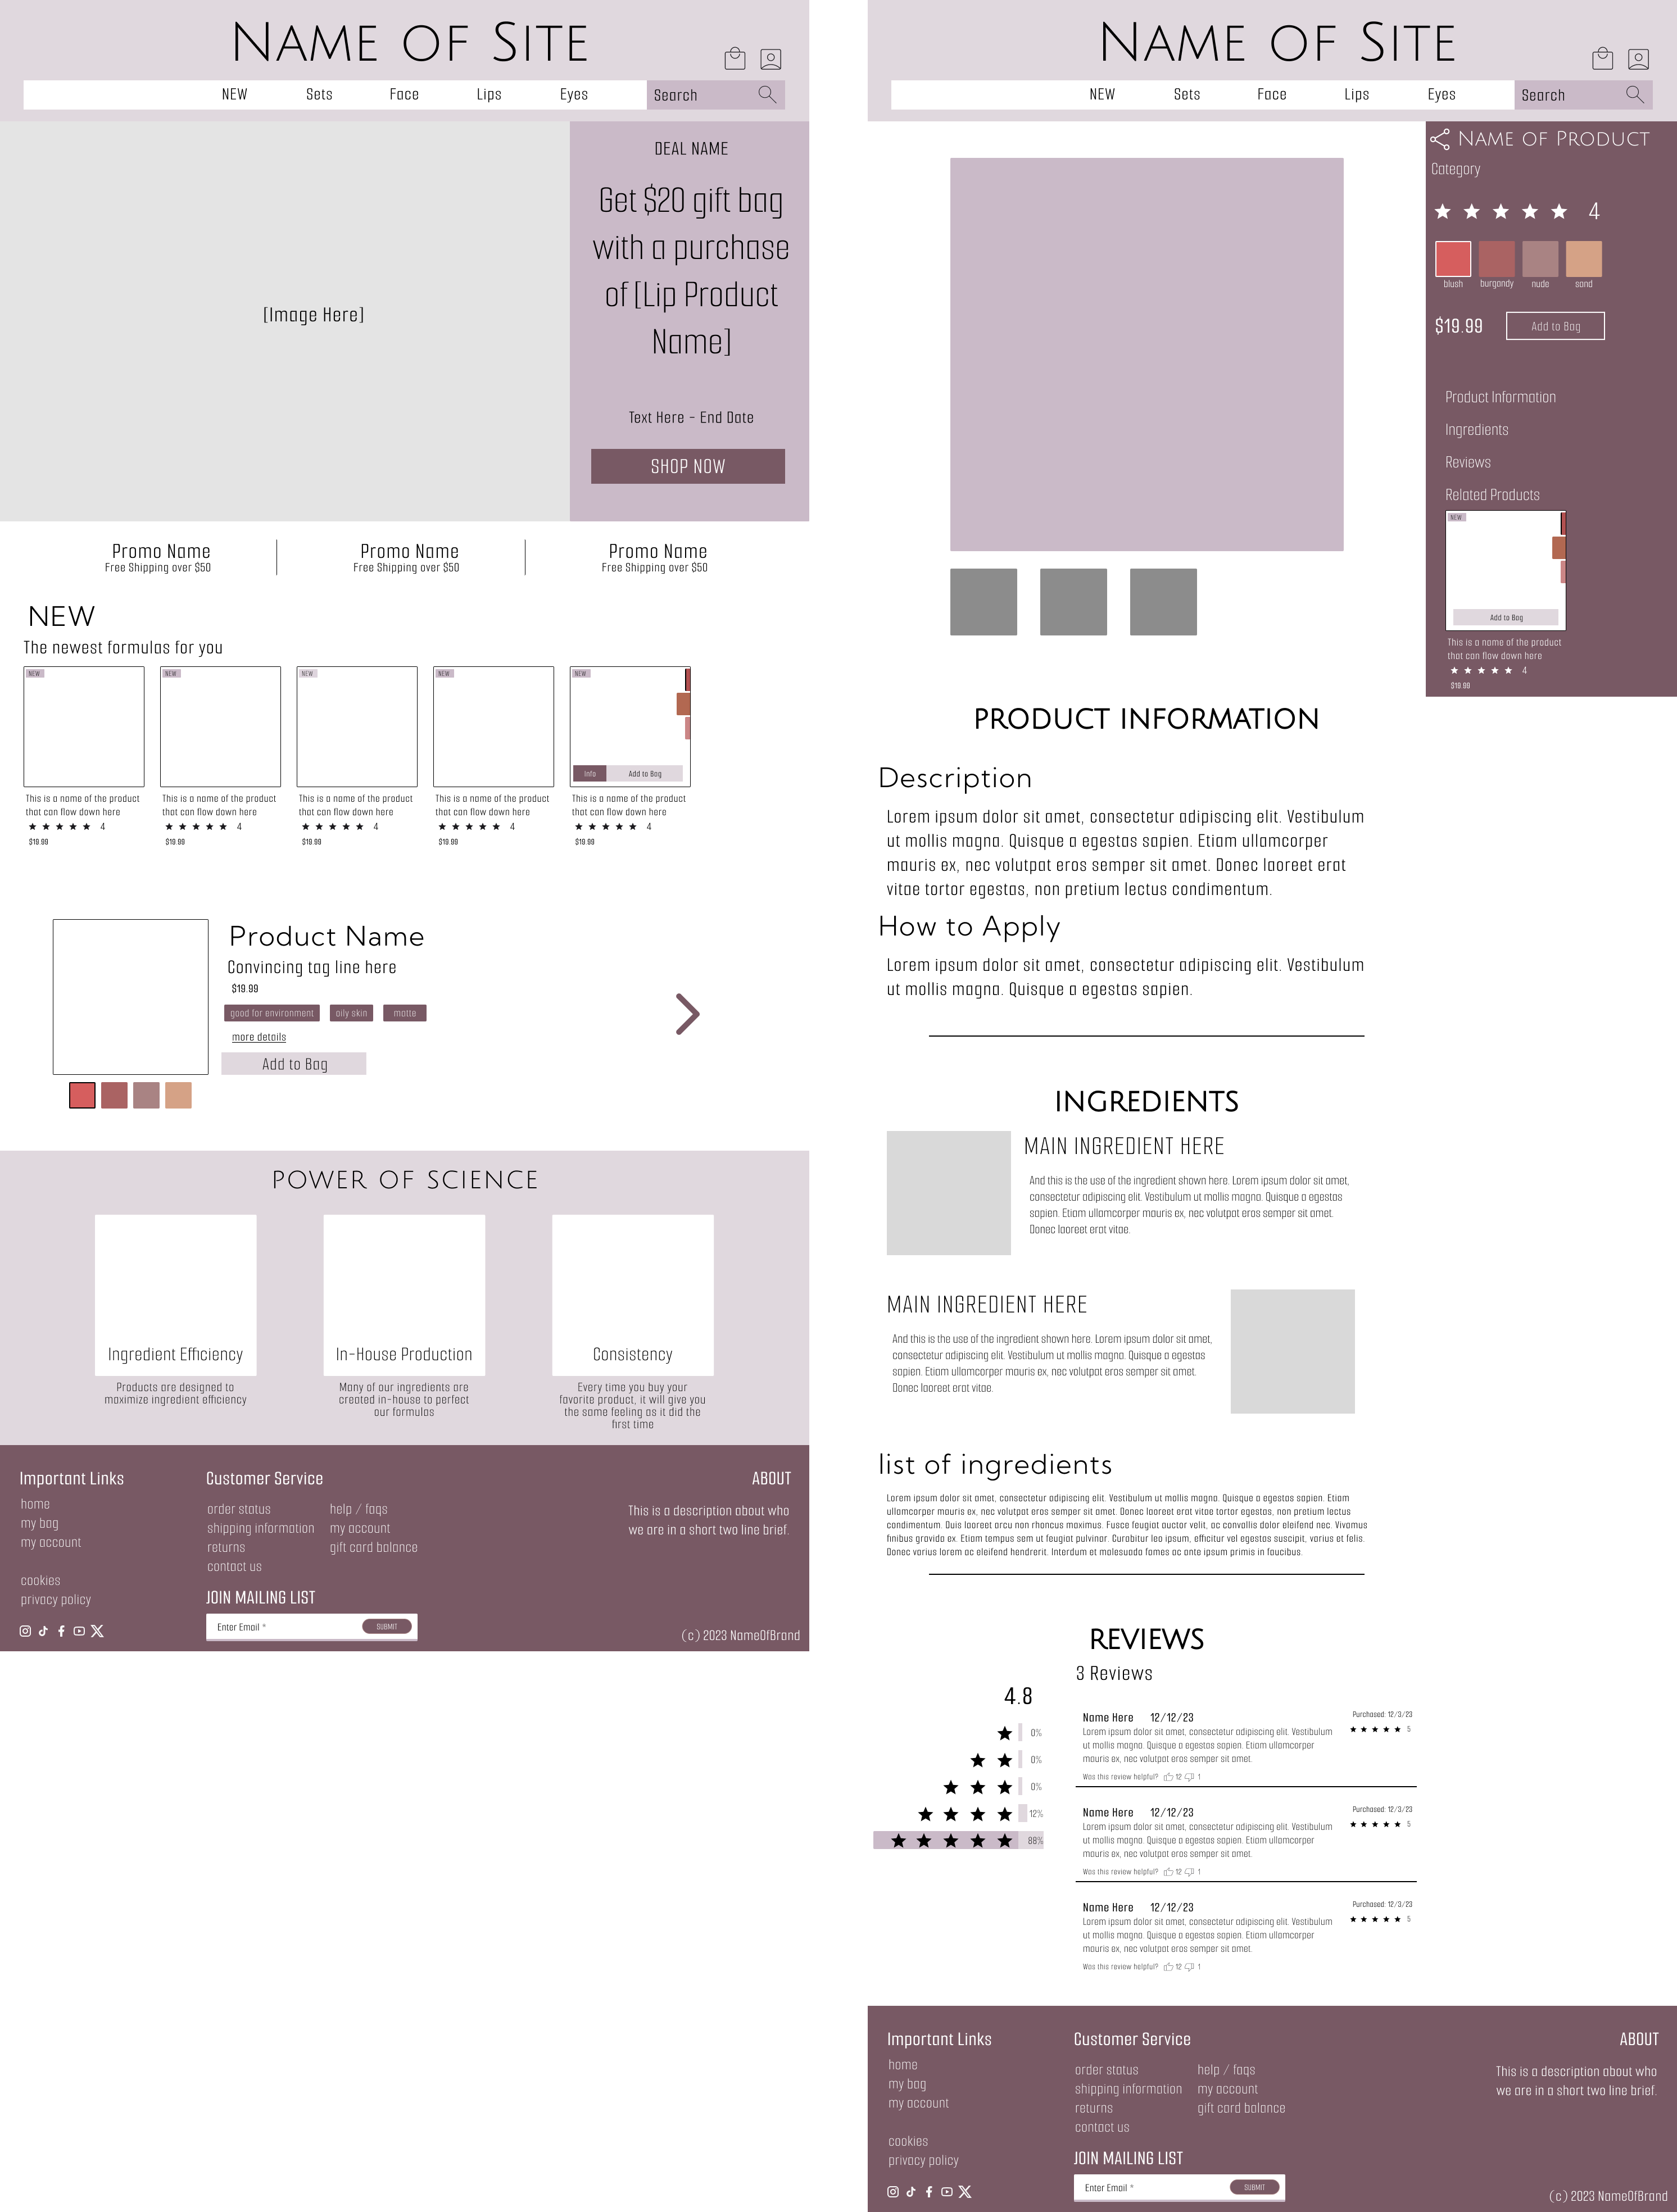 NAME OF SITE
NEW Sets Face Lips Eyes Search
[Image Here]
DEAL NAME
Get $20 gift bag
with a purchase
of [Lip Product
Name]
Text Here - End Date
SHOP NOW
Promo Name
Free Shipping over $50
Promo Name
Free Shipping over $50
Promo Name
Free Shipping over $50
NEW
The newest formulas for you
NEW
This is a name of the product
that can flow down here
4
$19.99
NEW
This is a name of the product
that can flow down here
4
$19.99
NEW
This is a name of the product
that can flow down here
4
$19.99
NEW
This is a name of the product
that can flow down here
4
$19.99
NEW
Info Add to Bag
This is a name of the product
that can flow down here
4
$19.99
Product Name
Convincing tag line here
$19.99
good for environment oily skin matte
more details
Add to Bag
POWER OF SCIENCE
Ingredient Efficiency
Products are designed to
maximize ingredient efficiency
In-House Production
Many of our ingredients are
created in-house to perfect
our formulas
Consistency
Every time you buy your
favorite product, it will give you
the same feeling as it did the
first time
Important Links
home
my bag
my account
cookies
privacy policy
Customer Service
order status
shipping information
returns
contact us
help / faqs
my account
gift card balance
JOIN MAILING LIST
Enter Email * SUBMIT
ABOUT
This is a description about who
we are in a short two line brief.
(c) 2023 NameOfBrand
NAME OF SITE
NEW Sets Face Lips Eyes Search
NAME OF PRODUCT
Category
4
blush burgandy nude sand
$19.99 Add to Bag
Product Information
Ingredients
Reviews
Related Products
NEW
Add to Bag
This is a name of the product
that can flow down here
4
$19.99
PRODUCT INFORMATION
Description
Lorem ipsum dolor sit amet, consectetur adipiscing elit. Vestibulum
ut mollis magna. Quisque a egestas sapien. Etiam ullamcorper
mauris ex, nec volutpat eros semper sit amet. Donec laoreet erat
vitae tortor egestas, non pretium lectus condimentum.
How to Apply
Lorem ipsum dolor sit amet, consectetur adipiscing elit. Vestibulum
ut mollis magna. Quisque a egestas sapien.
INGREDIENTS
MAIN INGREDIENT HERE
And this is the use of the ingredient shown here. Lorem ipsum dolor sit amet,
consectetur adipiscing elit. Vestibulum ut mollis magna. Quisque a egestas
sapien. Etiam ullamcorper mauris ex, nec volutpat eros semper sit amet.
Donec laoreet erat vitae.
MAIN INGREDIENT HERE
And this is the use of the ingredient shown here. Lorem ipsum dolor sit amet,
consectetur adipiscing elit. Vestibulum ut mollis magna. Quisque a egestas
sapien. Etiam ullamcorper mauris ex, nec volutpat eros semper sit amet.
Donec laoreet erat vitae.
list of ingredients
Lorem ipsum dolor sit amet, consectetur adipiscing elit. Vestibulum ut mollis magna. Quisque a egestas sapien. Etiam
ullamcorper mauris ex, nec volutpat eros semper sit amet. Donec laoreet erat vitae tortor egestas, non pretium lectus
condimentum. Duis laoreet arcu non rhoncus maximus. Fusce feugiat auctor velit, ac convallis dolor eleifend nec. Vivamus
finibus gravida ex. Etiam tempus sem ut feugiat pulvinar. Curabitur leo ipsum, efficitur vel egestas suscipit, varius et felis.
Donec varius lorem ac eleifend hendrerit. Interdum et malesuada fames ac ante ipsum primis in faucibus.
REVIEWS
3 Reviews
4.8
0%
0%
0%
12%
88%
Name Here 12/12/23 Purchased: 12/3/23
5
Lorem ipsum dolor sit amet, consectetur adipiscing elit. Vestibulum
ut mollis magna. Quisque a egestas sapien. Etiam ullamcorper
mauris ex, nec volutpat eros semper sit amet.
Was this review helpful? 12 1
Name Here 12/12/23 Purchased: 12/3/23
5
Lorem ipsum dolor sit amet, consectetur adipiscing elit. Vestibulum
ut mollis magna. Quisque a egestas sapien. Etiam ullamcorper
mauris ex, nec volutpat eros semper sit amet.
Was this review helpful? 12 1
Name Here 12/12/23 Purchased: 12/3/23
5
Lorem ipsum dolor sit amet, consectetur adipiscing elit. Vestibulum
ut mollis magna. Quisque a egestas sapien. Etiam ullamcorper
mauris ex, nec volutpat eros semper sit amet.
Was this review helpful? 12 1
Important Links
home
my bag
my account
cookies
privacy policy
Customer Service
order status
shipping information
returns
contact us
help / faqs
my account
gift card balance
JOIN MAILING LIST
Enter Email * SUBMIT
ABOUT
This is a description about who
we are in a short two line brief.
(c) 2023 NameOfBrand